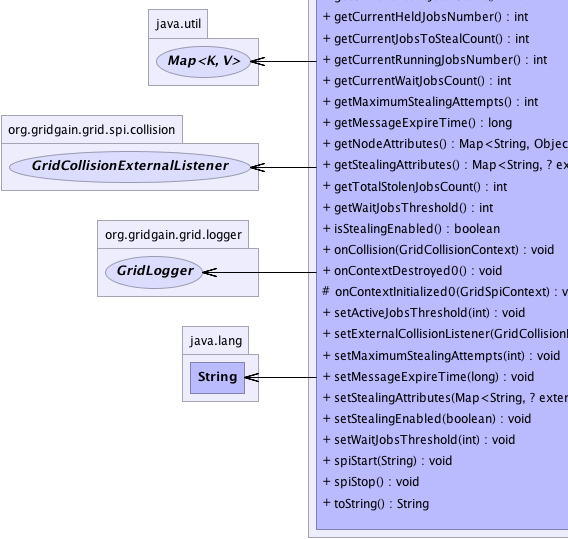 java.util
Map<K, V>
org.gridgain.grid.spi.collision
GridCollisionExternalListener
org.gridgain.grid.logger
GridLogger
java.lang
String
+ getCurrentHeldJobsNumber() : int
+ getCurrentJobsToStealCount() : int
+ getCurrentRunningJobsNumber() : int
+ getCurrentWaitJobsCount() : int
+ getMaximumStealingAttempts() : int
+ getMessageExpireTime() : long
+ getNodeAttributes() : Map<String, Objec
+ getStealingAttributes() : Map<String, ? ex
+ getTotalStolenJobsCount() : int
+ getWaitJobsThreshold() : int
+ isStealingEnabled() : boolean
+ onCollision(GridCollisionContext) : void
+ onContextDestroyed0() : void
# onContextInitialized0(GridSpiContext) : v
+ setActiveJobsThreshold(int) : void
+ setExternalCollisionListener(GridCollision
+ setMaximumStealingAttempts(int) : void
+ setMessageExpireTime(long) : void
+ setStealingAttributes(Map<String, ? exter
+ setStealingEnabled(boolean) : void
+ setWaitJobsThreshold(int) : void
+ spiStart(String) : void
+ spiStop() : void
+ toString() : String